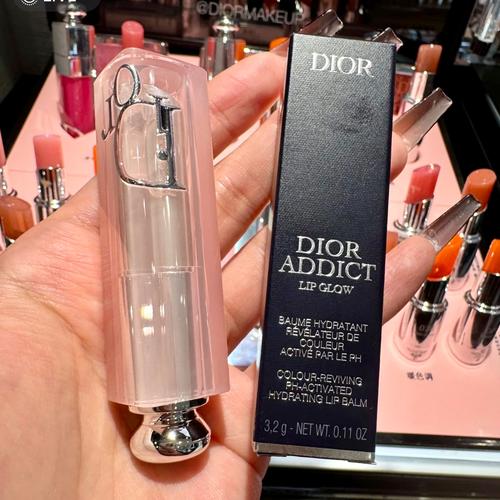 @DIORMAKEUP
DIOR
DIOR
DIOR
ADDICT
LIP GLOW
BAUME HYDRATANT
RÉVÉLATEUR DE
COULEUR
ACTIVÉ PAR LE PH
COLOUR-REVIVING
PH-ACTIVATED
HYDRATING LIP BALM
3,2 g - NET WT. 0.11 OZ